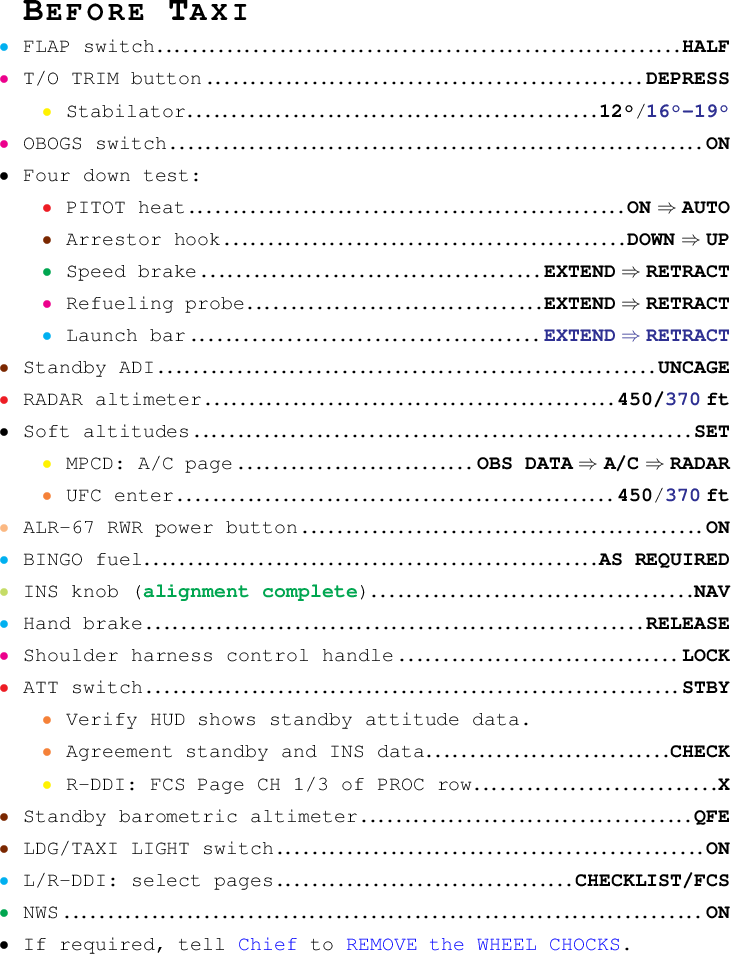 BEFORE TAXI
• FLAP switch........................................HALF
• T/O TRIM button........................................DEPRESS
• Stabilator........................................12°/16°-19°
• OBOGS switch........................................ON
• Four down test:
• PITOT heat........................................ON ⇒ AUTO
• Arrestor hook........................................DOWN ⇒ UP
• Speed brake........................................EXTEND ⇒ RETRACT
• Refueling probe........................................EXTEND ⇒ RETRACT
• Launch bar........................................EXTEND ⇒ RETRACT
• Standby ADI........................................UNCAGE
• RADAR altimeter........................................450/370 ft
• Soft altitudes........................................SET
• MPCD: A/C page........................................OBS DATA ⇒ A/C ⇒ RADAR
• UFC enter........................................450/370 ft
• ALR-67 RWR power button........................................ON
• BINGO fuel........................................AS REQUIRED
• INS knob (alignment complete)........................................NAV
• Hand brake........................................RELEASE
• Shoulder harness control handle........................................LOCK
• ATT switch........................................STBY
• Verify HUD shows standby attitude data.
• Agreement standby and INS data........................................CHECK
• R-DDI: FCS Page CH 1/3 of PROC row........................................X
• Standby barometric altimeter........................................QFE
• LDG/TAXI LIGHT switch........................................ON
• L/R-DDI: select pages........................................CHECKLIST/FCS
• NWS........................................ON
• If required, tell Chief to REMOVE the WHEEL CHOCKS.